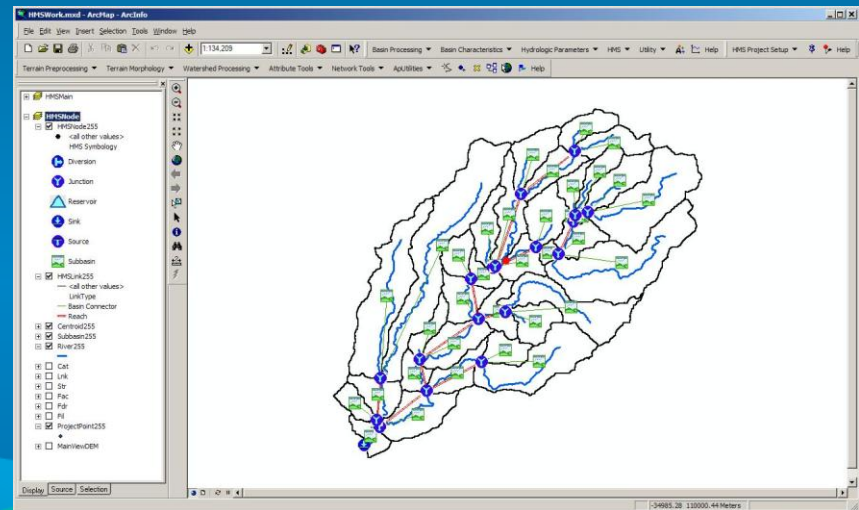 HMSWork.mxd - ArcMap - ArcInfo
File Edit View Insert Selection Tools Window Help
1:134,209 Basin Processing Basin Characteristics Hydrologic Parameters HMS Utility Help HMS Project Setup Help
Terrain Preprocessing Terrain Morphology Watershed Processing Attribute Tools Network Tools ApUtilities Help
HMSMain
HMSNode
HMSNode255
<all other values>
HMS Symbology
Diversion
Junction
Reservoir
Sink
Source
Subbasin
HMSLink255
<all other values>
LinkType
Basin Connector
Reach
Centroid255
Subbasin255
River255
Cat
Lnk
Str
Fac
Fdr
Fil
ProjectPoint255
MainViewDEM
Display Source Selection
-34985.28 110000.44 Meters